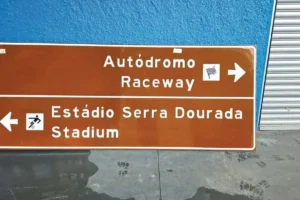 Autódromo
Raceway
Estádio Serra Dourada
Stadium